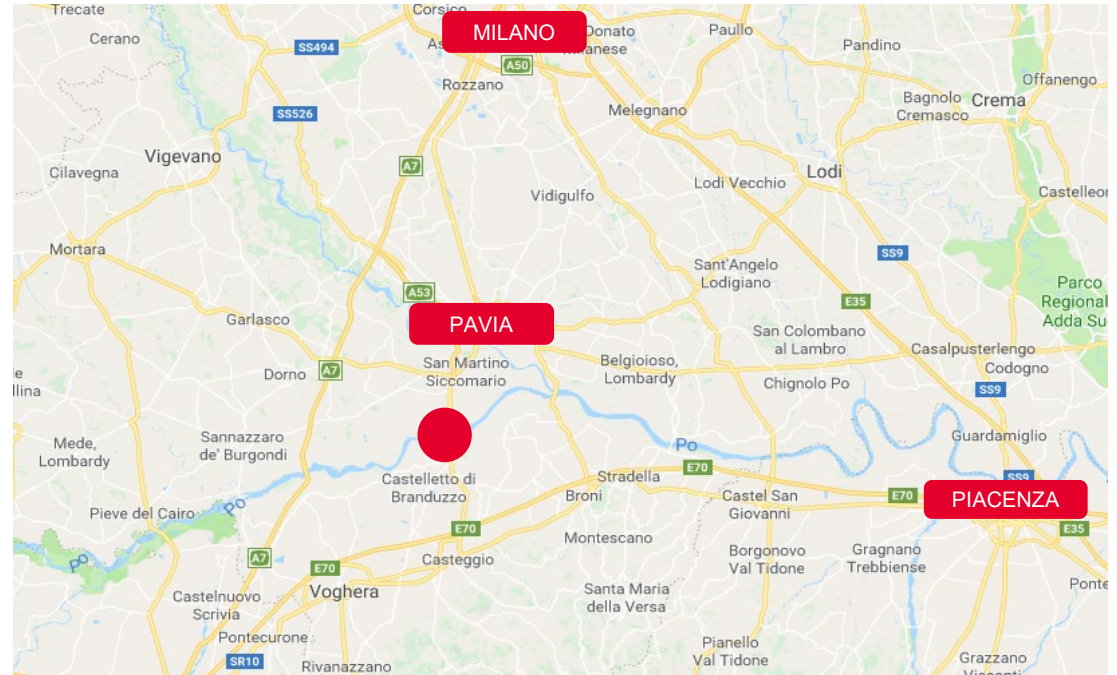 Trecate
Corsico
MILANO
Donato
Paullo
Cerano
SS494
As
anese
Pandino
A50
Rozzano
Offanengo
Melegnano
Bagnolo
Cremasco
Crema
SS526
Vigevano
A7
Cilavegna
Lodi Vecchio
Lodi
Vidigulfo
Castelleon
Mortara
Sant'Angelo
Lodigiano
SS9
A53
E35
Parco
Regional
Adda Su
Garlasco
PAVIA
San Colombano
al Lambro
Casalpusterlengo
San Martino
Siccomario
Belgioioso,
Lombardy
Codogno
Dorno
A7
e
llina
Chignolo Po
SS9
Mede,
Lombardy
Sannazzaro
de' Burgondi
Po
Guardamiglio
Castelletto di
Branduzzo
Stradella
E70
SS9
Broni
Castel San
Giovanni
E70
PIACENZA
Pieve del Cairo
Po
E70
E35
Montescano
Casteggio
Borgonovo
Val Tidone
Gragnano
Trebbiense
A7
Po
E70
Voghera
Castelnuovo
Scrivia
Santa Maria
della Versa
Ponte
Pontecurone
Pianello
Val Tidone
SR10
Rivanazzano
Grazzano
Visconti